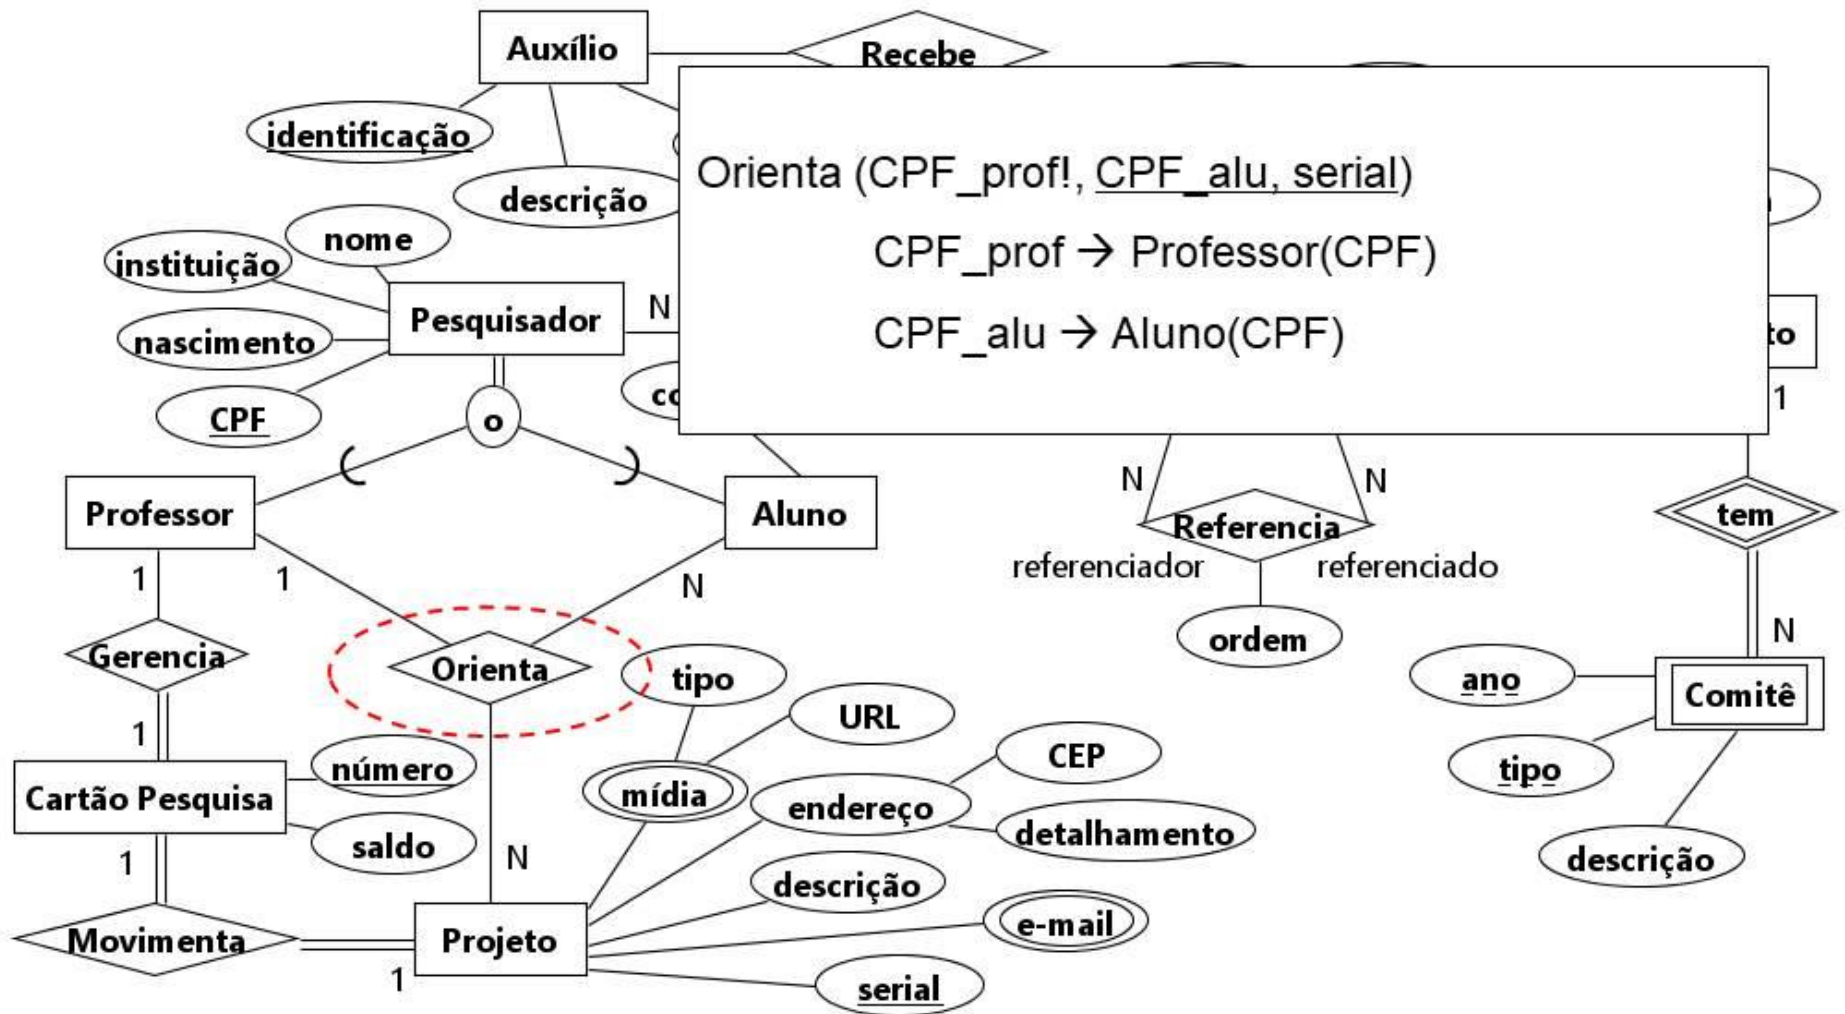 Auxílio
Recebe
identificação
descrição
Orienta (CPF_prof!, CPF_alu, serial)
CPF_prof → Professor(CPF)
CPF_alu → Aluno(CPF)
nome
instituição
Pesquisador
N
nascimento
CPF
o
1
Professor
Aluno
N
N
Referencia
referenciador
referenciado
ordem
tem
N
1
1
N
Gerencia
Orienta
tipo
URL
ano
Comitê
tipo
descrição
1
Cartão Pesquisa
número
saldo
mídia
endereço
CEP
detalhamento
1
N
descrição
Movimenta
1
Projeto
e-mail
serial